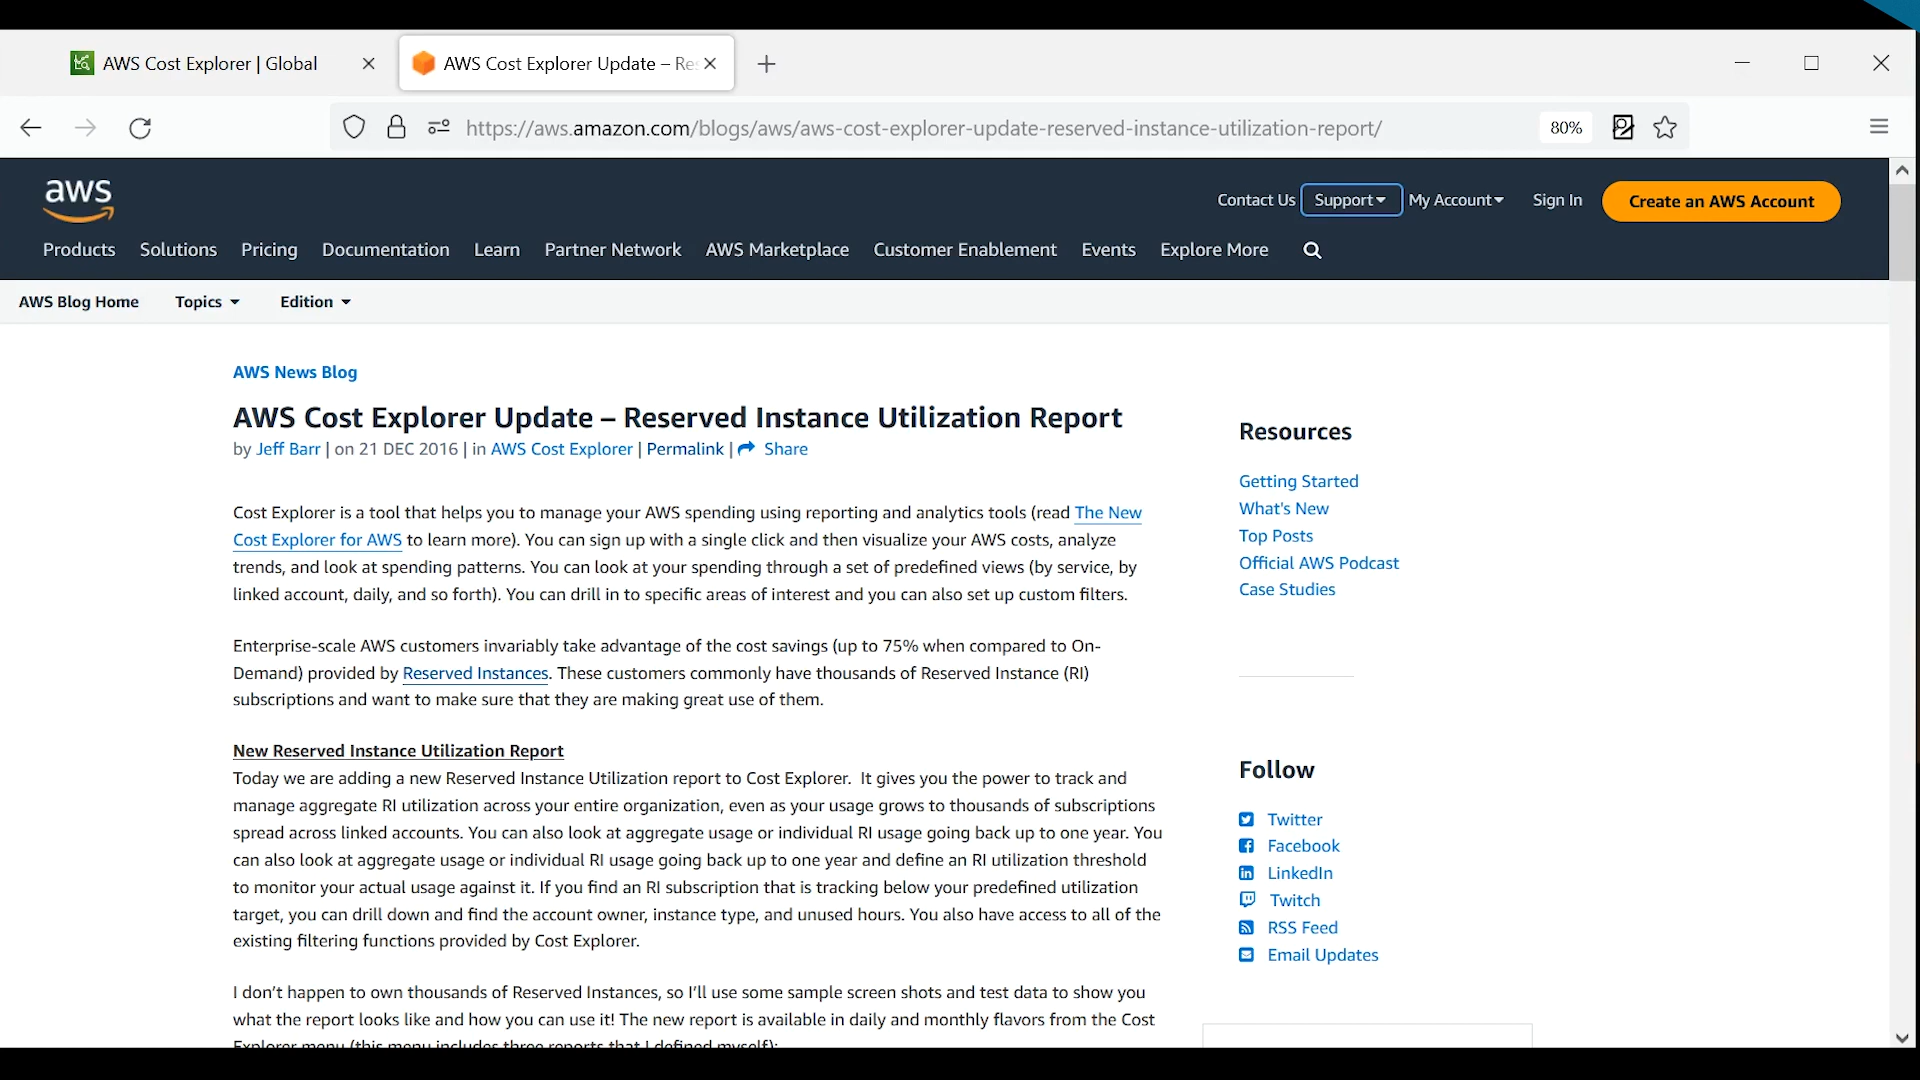 AWS Cost Explorer | Global
AWS Cost Explorer Update – Re
https://aws.amazon.com/blogs/aws/aws-cost-explorer-update-reserved-instance-utilization-report/
80%
aws
Contact Us
Support
My Account
Sign In
Create an AWS Account
Products
Solutions
Pricing
Documentation
Learn
Partner Network
AWS Marketplace
Customer Enablement
Events
Explore More
AWS Blog Home
Topics
Edition
AWS News Blog
AWS Cost Explorer Update – Reserved Instance Utilization Report
by Jeff Barr | on 21 DEC 2016 | in AWS Cost Explorer | Permalink | Share
Cost Explorer is a tool that helps you to manage your AWS spending using reporting and analytics tools (read The New
Cost Explorer for AWS to learn more). You can sign up with a single click and then visualize your AWS costs, analyze
trends, and look at spending patterns. You can look at your spending through a set of predefined views (by service, by
linked account, daily, and so forth). You can drill in to specific areas of interest and you can also set up custom filters.
Enterprise-scale AWS customers invariably take advantage of the cost savings (up to 75% when compared to On-
Demand) provided by Reserved Instances. These customers commonly have thousands of Reserved Instance (RI)
subscriptions and want to make sure that they are making great use of them.
New Reserved Instance Utilization Report
Today we are adding a new Reserved Instance Utilization report to Cost Explorer. It gives you the power to track and
manage aggregate RI utilization across your entire organization, even as your usage grows to thousands of subscriptions
spread across linked accounts. You can also look at aggregate usage or individual RI usage going back up to one year. You
can also look at aggregate usage or individual RI usage going back up to one year and define an RI utilization threshold
to monitor your actual usage against it. If you find an RI subscription that is tracking below your predefined utilization
target, you can drill down and find the account owner, instance type, and unused hours. You also have access to all of the
existing filtering functions provided by Cost Explorer.
I don't happen to own thousands of Reserved Instances, so I'll use some sample screen shots and test data to show you
what the report looks like and how you can use it! The new report is available in daily and monthly flavors from the Cost
Explorer menu (this menu includes three reports that I defined myself):
Resources
Getting Started
What's New
Top Posts
Official AWS Podcast
Case Studies
Follow
Twitter
Facebook
LinkedIn
Twitch
RSS Feed
Email Updates